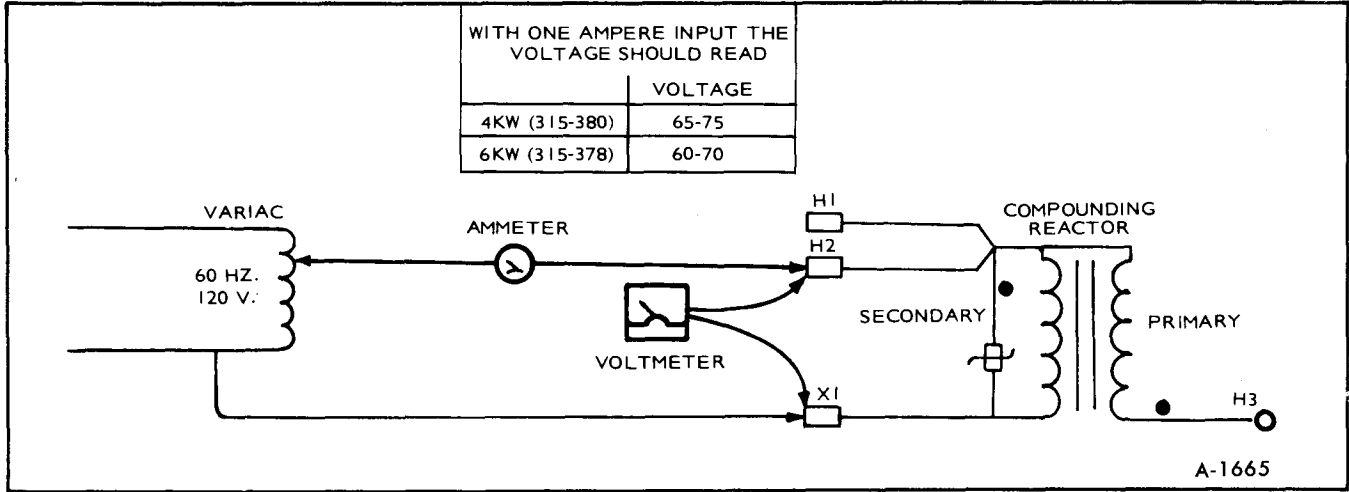 WITH ONE AMPERE INPUT THE
VOLTAGE SHOULD READ
VOLTAGE
4KW (315-380) 65-75
6KW (315-378) 60-70
VARIAC
60 HZ.
120 V.
AMMETER
VOLTMETER
H1
H2
X1
COMPOUNDING
REACTOR
SECONDARY
PRIMARY
H3
A-1665